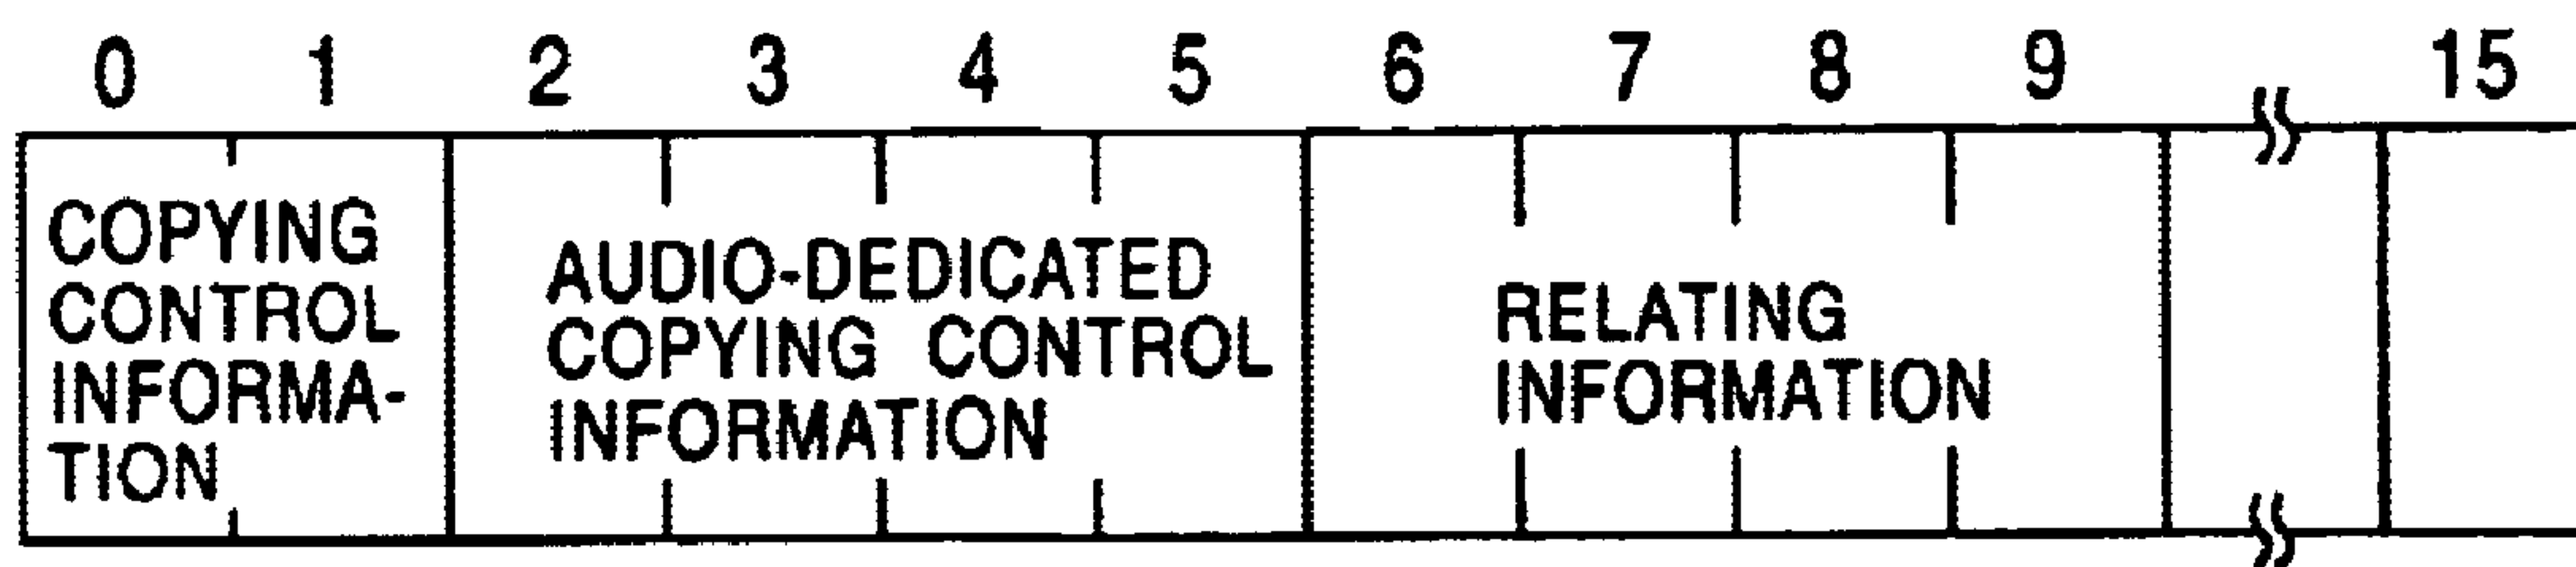 0 1 2 3 4 5 6 7 8 9 15
COPYING
CONTROL
INFORMA-
TION
AUDIO-DEDICATED
COPYING CONTROL
INFORMATION
RELATING
INFORMATION